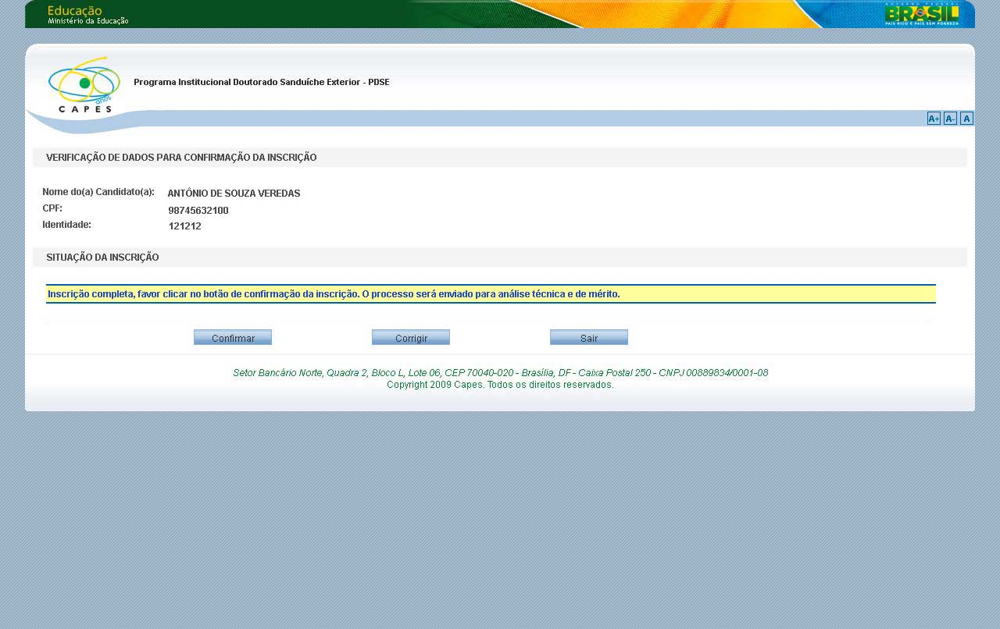 Educação
Ministério da Educação
GOVERNO FEDERAL
BRASIL
PAÍS RICO É PAÍS SEM POBREZA
anos
CAPES
Programa Institucional Doutorado Sanduíche Exterior - PDSE
A+ A- A
VERIFICAÇÃO DE DADOS PARA CONFIRMAÇÃO DA INSCRIÇÃO
Nome do(a) Candidato(a): ANTÔNIO DE SOUZA VEREDAS
CPF: 98745632100
Identidade: 121212
SITUAÇÃO DA INSCRIÇÃO
Inscrição completa, favor clicar no botão de confirmação da inscrição. O processo será enviado para análise técnica e de mérito.
Confirmar Corrigir Sair
Setor Bancário Norte, Quadra 2, Bloco L, Lote 06, CEP 70040-020 - Brasília, DF - Caixa Postal 250 - CNPJ 00889834/0001-08
Copyright 2009 Capes. Todos os direitos reservados.